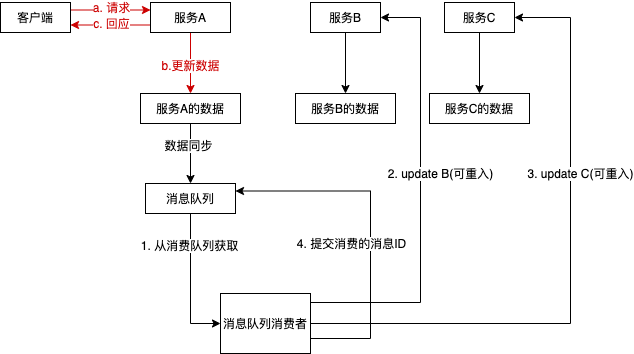 客户端
a. 请求
c. 回应
服务A
服务B
服务C
b.更新数据
服务A的数据
服务B的数据
服务C的数据
数据同步
2. update B(可重入)
3. update C(可重入)
消息队列
1. 从消费队列获取
4. 提交消费的消息ID
消息队列消费者